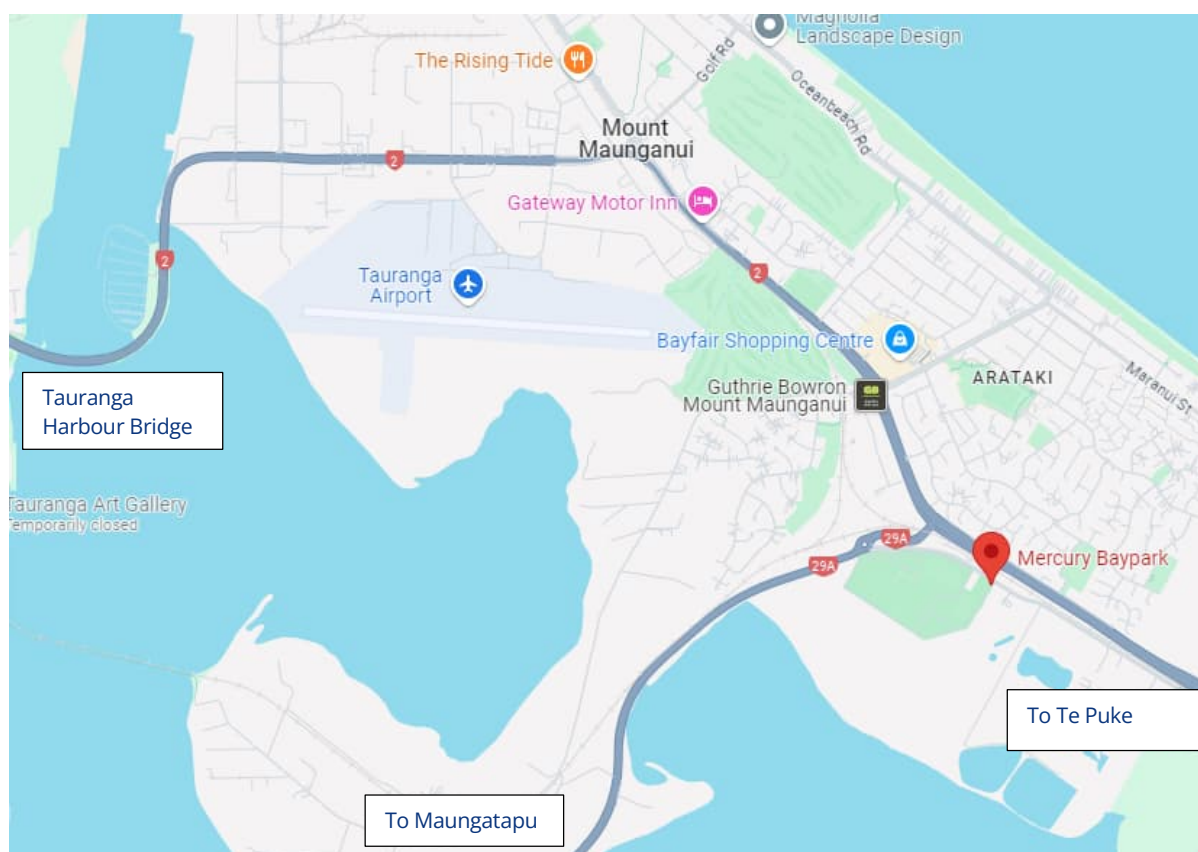 Magnolia
Landscape Design
The Rising Tide
Golf Rd
Oceanbeach Rd
Mount
Maunganui
2
Gateway Motor Inn
2
2
Tauranga
Airport
Bayfair Shopping Centre
Tauranga
Harbour Bridge
Guthrie Bowron
Mount Maunganui
GB
ARATAKI
Maranui St
Tauranga Art Gallery
Temporarily closed
29A
29A
Mercury Baypark
To Te Puke
To Maungatapu